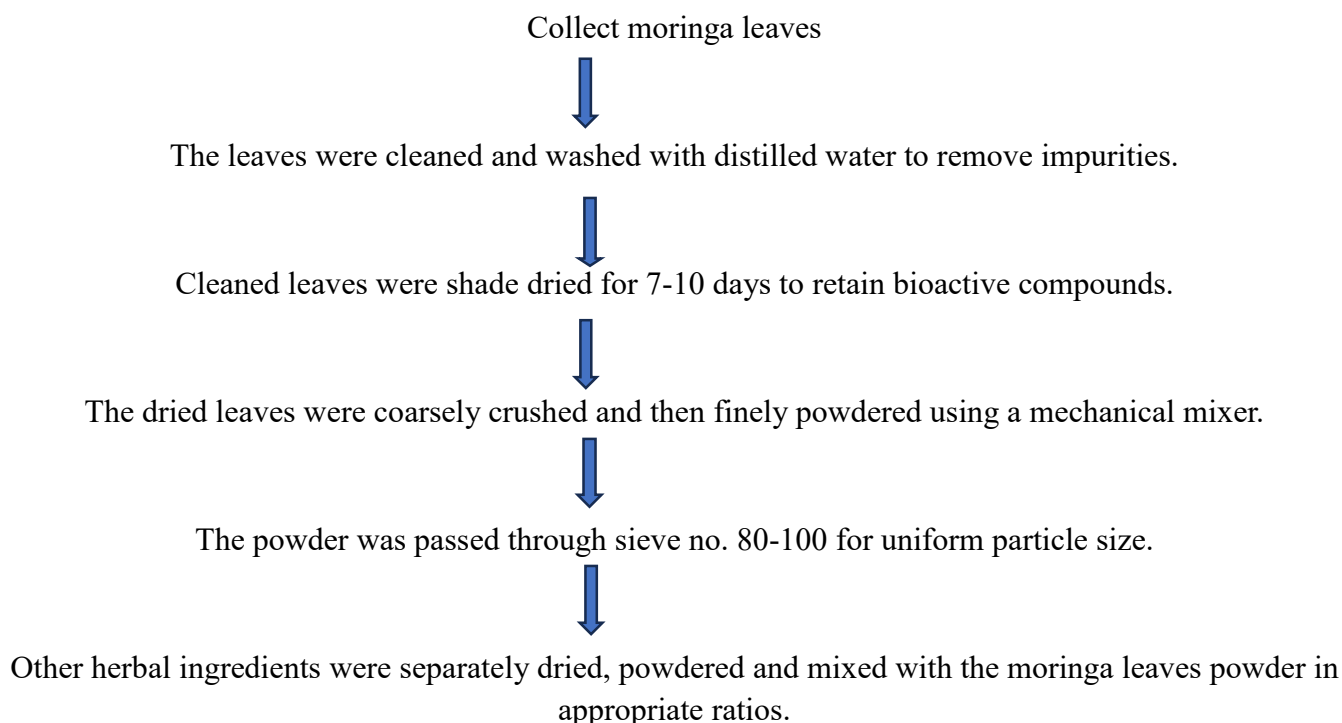 Collect moringa leaves
The leaves were cleaned and washed with distilled water to remove impurities.
Cleaned leaves were shade dried for 7-10 days to retain bioactive compounds.
The dried leaves were coarsely crushed and then finely powdered using a mechanical mixer.
The powder was passed through sieve no. 80-100 for uniform particle size.
Other herbal ingredients were separately dried, powdered and mixed with the moringa leaves powder in
appropriate ratios.